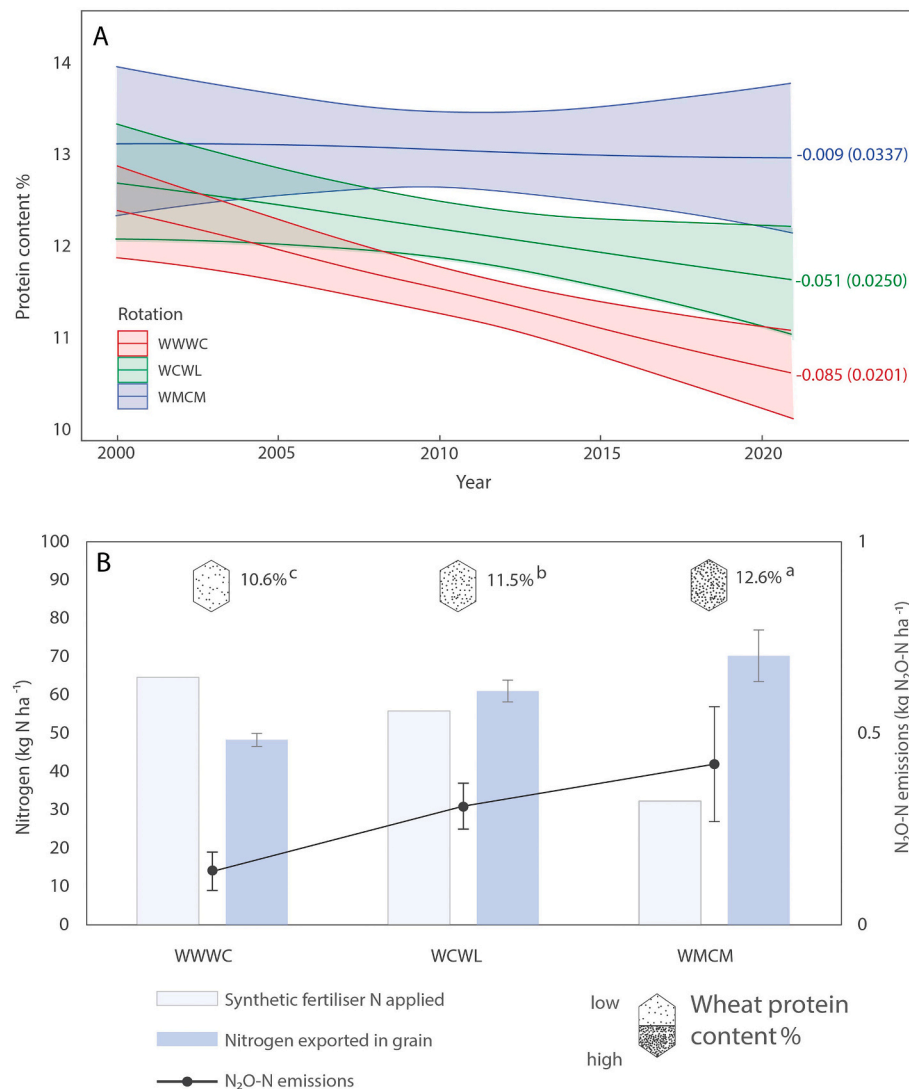 A
14
13
12
11
10
Protein content %
-0.009 (0.0337)
-0.051 (0.0250)
-0.085 (0.0201)
Rotation
WWWC
WCWL
WMCM
2000 2005 2010 2015 2020
Year
B
100
90
80
70
60
50
40
30
20
10
0
Nitrogen (kg N ha⁻¹)
10.6% c
11.5% b
12.6% a
1
0.5
0
N₂O-N emissions (kg N₂O-N ha⁻¹)
WWWC WCWL WMCM
Synthetic fertiliser N applied
Nitrogen exported in grain
N₂O-N emissions
low
high
Wheat protein
content %